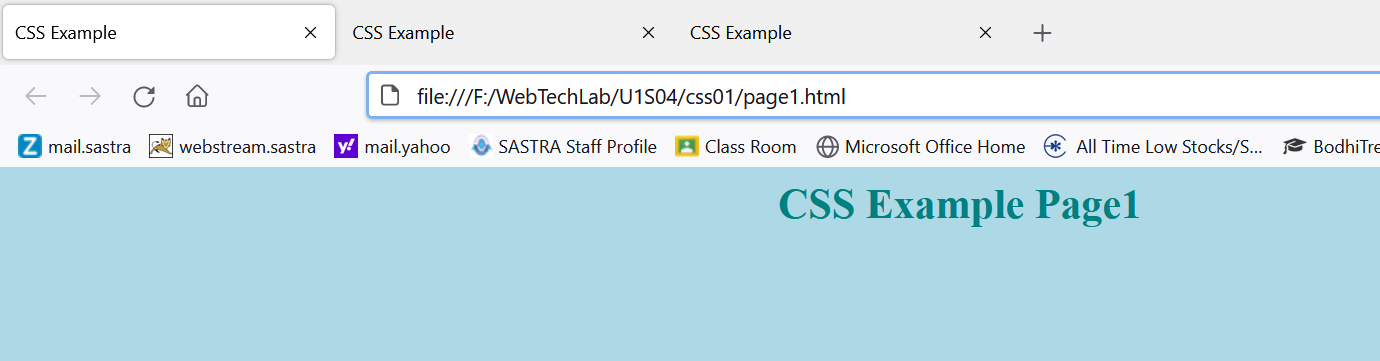 CSS Example CSS Example CSS Example
file:///F:/WebTechLab/U1S04/css01/page1.html
Z mail.sastra webstream.sastra y! mail.yahoo SASTRA Staff Profile Class Room Microsoft Office Home All Time Low Stocks/S... BodhiTre
CSS Example Page1